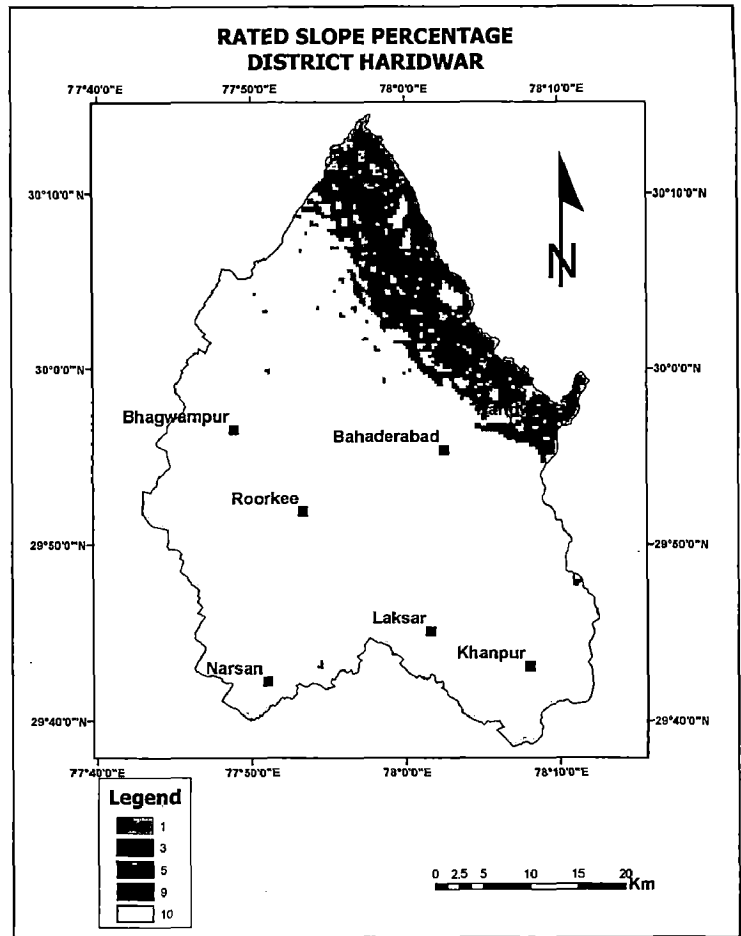 RATED SLOPE PERCENTAGE
DISTRICT HARIDWAR
77°40'0"E 77°50'0"E 78°0'0"E 78°10'0"E
30°10'0"N 30°10'0"N
N
30°0'0"N 30°0'0"N
Bhagwampur
Bahaderabad
Roorkee
29°50'0"N 29°50'0"N
Laksar
Khanpur
Narsan
29°40'0"N 29°40'0"N
77°40'0"E 77°50'0"E 78°0'0"E 78°10'0"E
Legend
1
3
5
9
10
0 2.5 5 10 15 20 Km